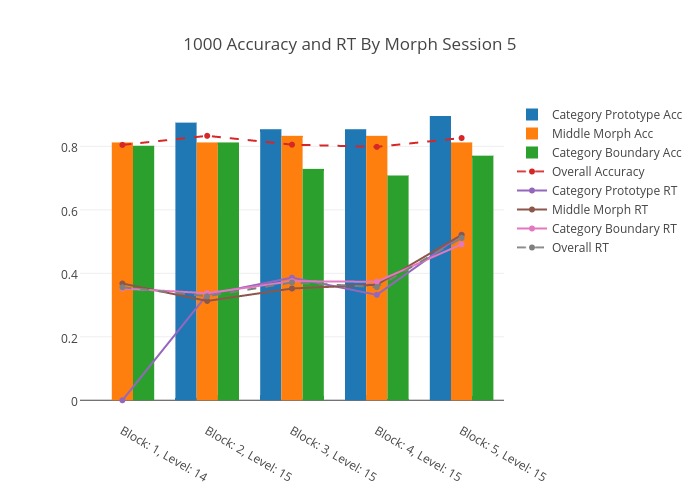 1000 Accuracy and RT By Morph Session 5
Category Prototype Acc
Middle Morph Acc
Category Boundary Acc
Overall Accuracy
Category Prototype RT
Middle Morph RT
Category Boundary RT
Overall RT
0.8
0.6
0.4
0.2
0
Block: 1, Level: 14
Block: 2, Level: 15
Block: 3, Level: 15
Block: 4, Level: 15
Block: 5, Level: 15